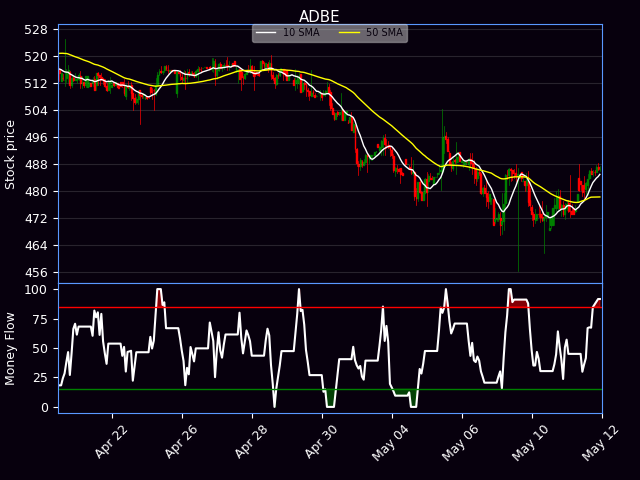 ADBE
10 SMA
50 SMA
528
520
512
504
496
488
480
472
464
456
Stock price
100
75
50
25
0
Money Flow
Apr 22
Apr 26
Apr 28
Apr 30
May 04
May 06
May 10
May 12